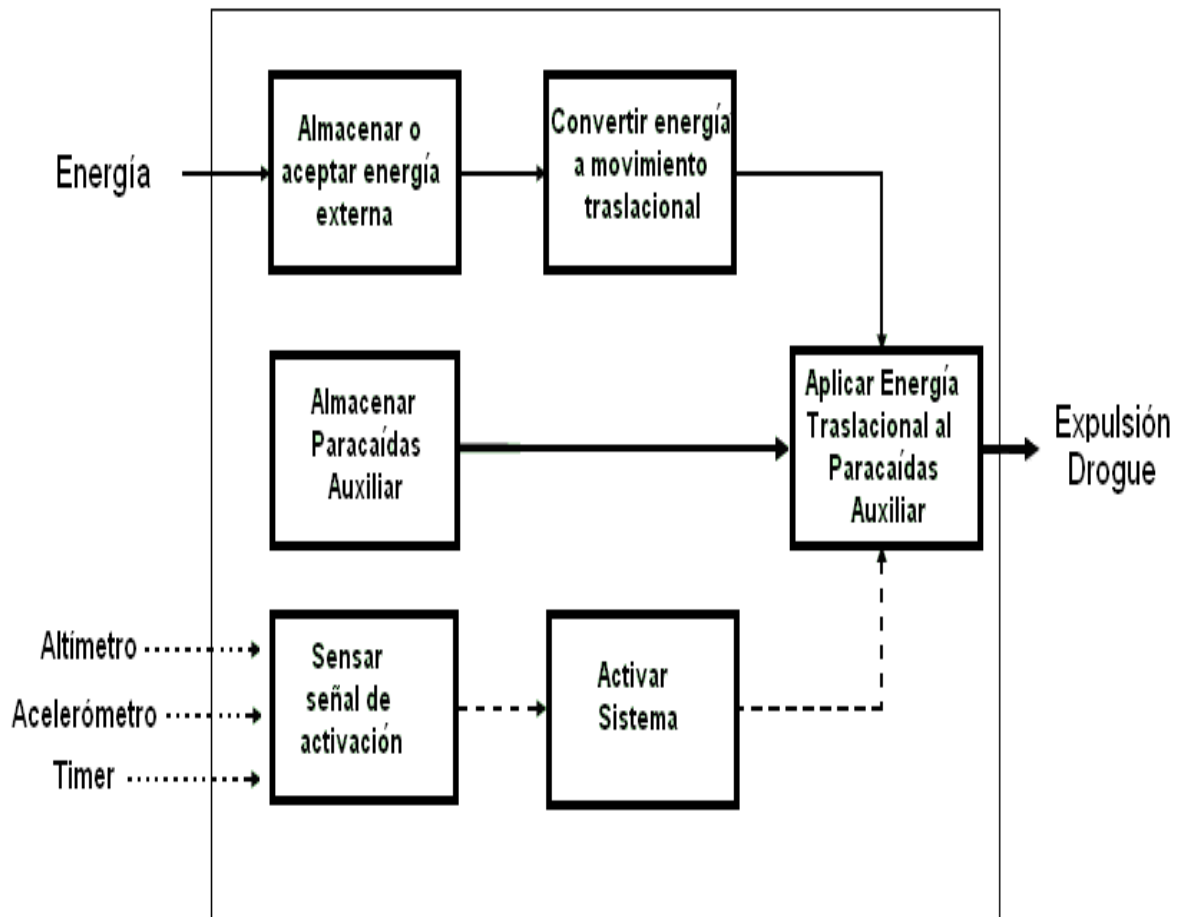 Energía
Almacenar o
aceptar energía
externa
Convertir energía
a movimiento
traslacional
Almacenar
Paracaídas
Auxiliar
Aplicar Energía
Traslacional al
Paracaídas
Auxiliar
Expulsión
Drogue
Altímetro
Acelerómetro
Timer
Sensar
señal de
activación
Activar
Sistema